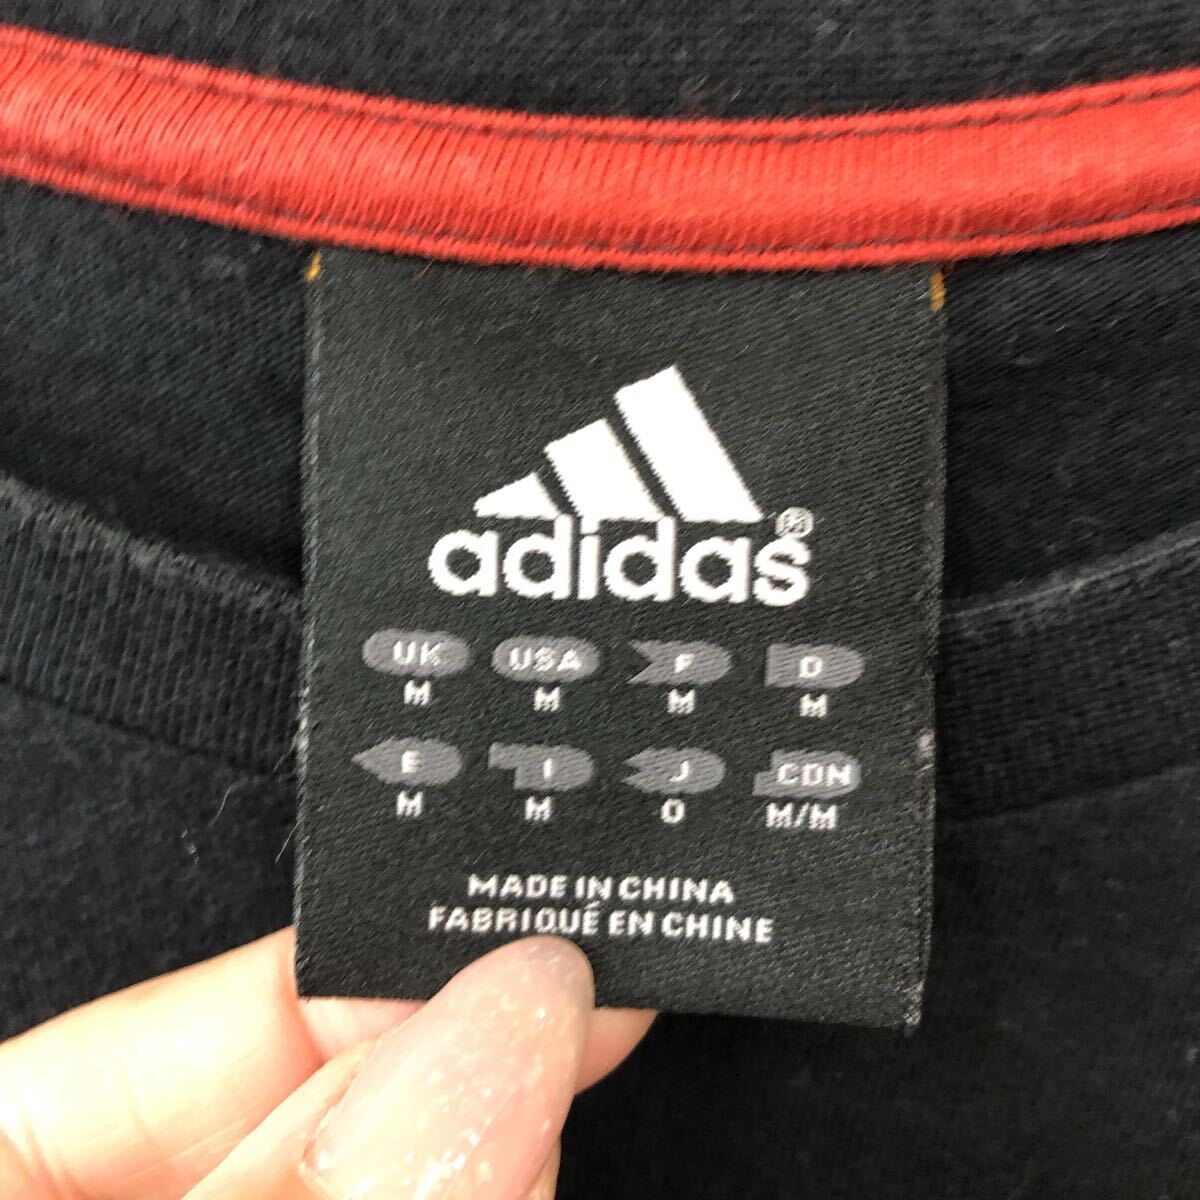 adidas®
UK USA F D
M M M M
E I J CDN
M M O M/M
MADE IN CHINA
FABRIQUÉ EN CHINE